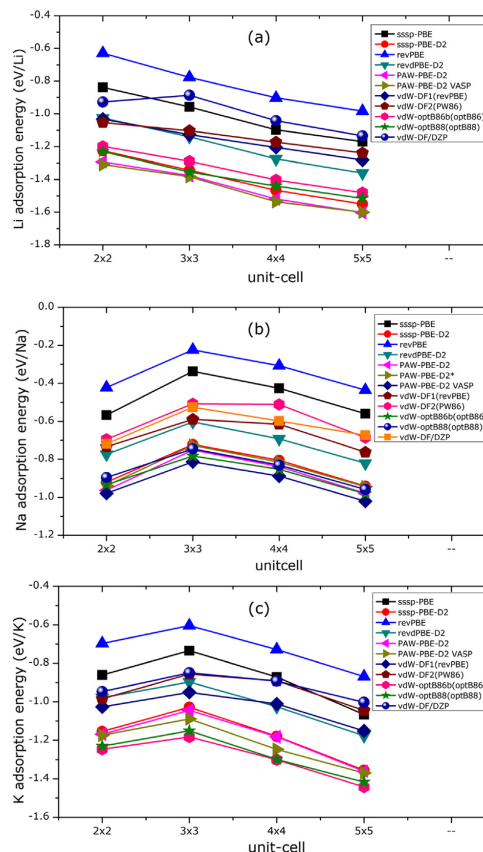 (a)
Li adsorption energy (eV/Li)
-0.4
-0.6
-0.8
-1.0
-1.2
-1.4
-1.6
-1.8
2x2
3x3
4x4
5x5
--
unit-cell
sssp-PBE
sssp-PBE-D2
revPBE
revdPBE-D2
PAW-PBE-D2
PAW-PBE-D2 VASP
vdW-DF1(revPBE)
vdW-DF2(PW86)
vdW-optB86b(optB86)
vdW-optB88(optB88)
vdW-DF/DZP
(b)
Na adsorption energy (eV/Na)
0.0
-0.2
-0.4
-0.6
-0.8
-1.0
-1.2
2x2
3x3
4x4
5x5
--
unitcell
sssp-PBE
sssp-PBE-D2
revPBE
revdPBE-D2
PAW-PBE-D2
PAW-PBE-D2*
PAW-PBE-D2 VASP
vdW-DF1(revPBE)
vdW-DF2(PW86)
vdW-optB86b(optB86
vdW-optB88(optB88)
vdW-DF/DZP
(c)
K adsorption energy (eV/K)
-0.4
-0.6
-0.8
-1.0
-1.2
-1.4
-1.6
2x2
3x3
4x4
5x5
--
unit-cell
sssp-PBE
sssp-PBE-D2
revPBE
revdPBE-D2
PAW-PBE-D2
PAW-PBE-D2 VASP
vdW-DF1(revPBE)
vdW-DF2(PW86)
vdW-optB86b(optB86
vdW-optB88(optB88)
vdW-DF/DZP